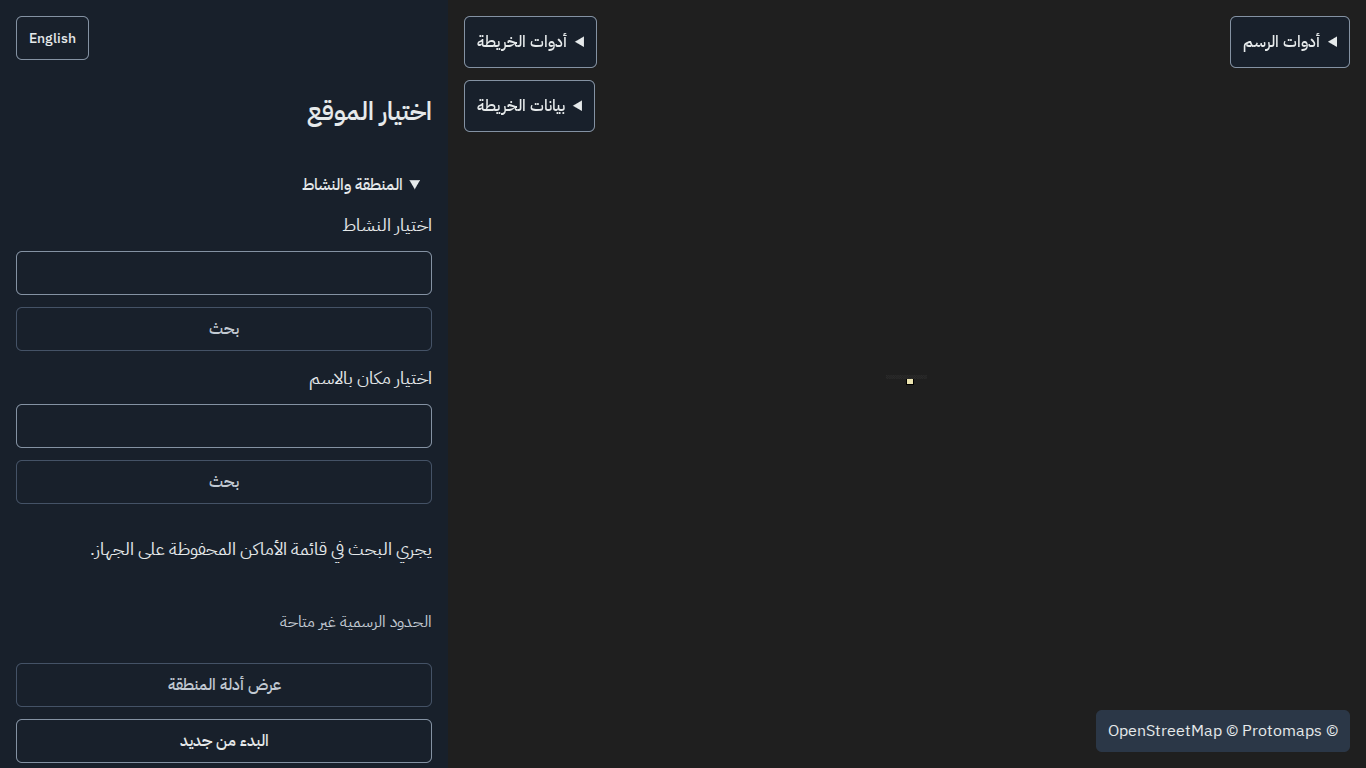 English
اختيار الموقع
المنطقة والنشاط
اختيار النشاط
بحث
اختيار مكان بالاسم
بحث
يجري البحث في قائمة الأماكن المحفوظة على الجهاز.
الحدود الرسمية غير متاحة
عرض أدلة المنطقة
البدء من جديد
أدوات الخريطة
بيانات الخريطة
أدوات الرسم
OpenStreetMap © Protomaps ©